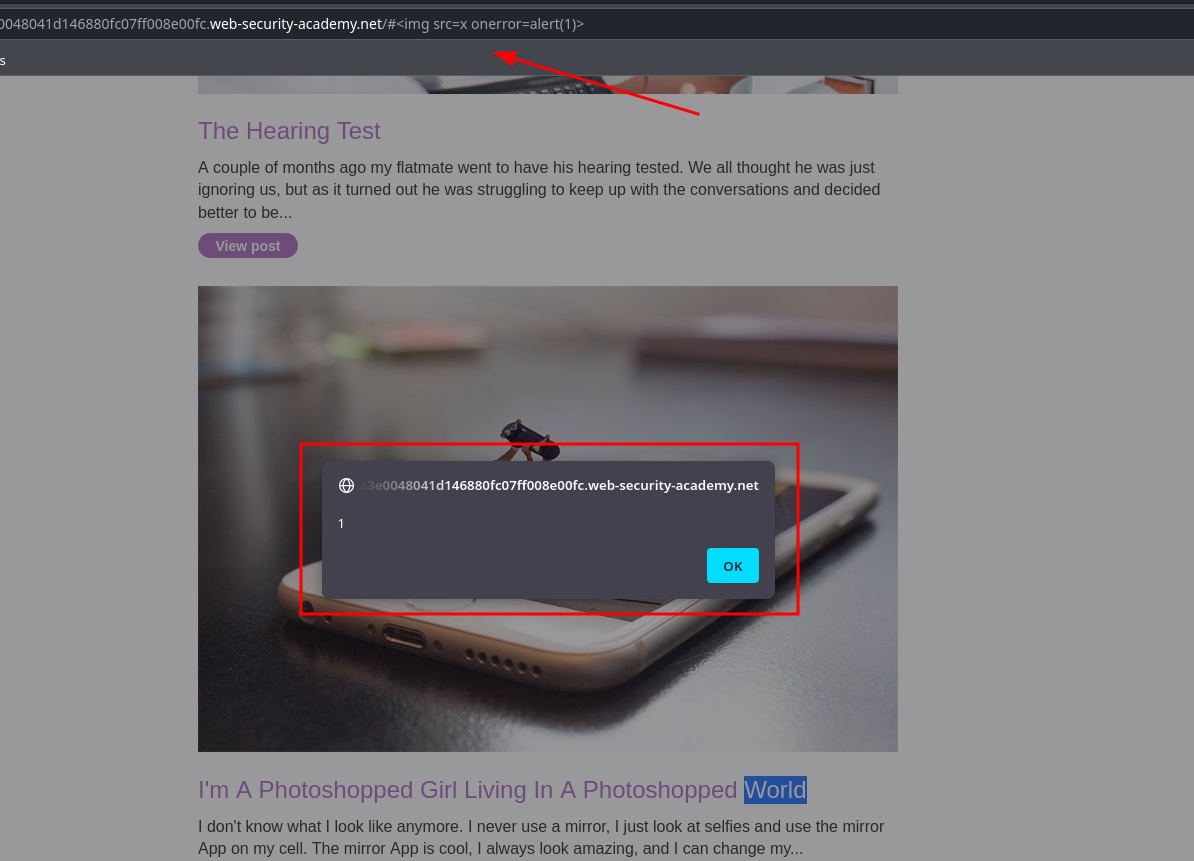 0048041d146880fc07ff008e00fc.web-security-academy.net/#<img src=x onerror=alert(1)>
s
The Hearing Test
A couple of months ago my flatmate went to have his hearing tested. We all thought he was just
ignoring us, but as it turned out he was struggling to keep up with the conversations and decided
better to be...
View post
3e0048041d146880fc07ff008e00fc.web-security-academy.net
1
OK
I'm A Photoshopped Girl Living In A Photoshopped World
I don't know what I look like anymore. I never use a mirror, I just look at selfies and use the mirror
App on my cell. The mirror App is cool, I always look amazing, and I can change my...